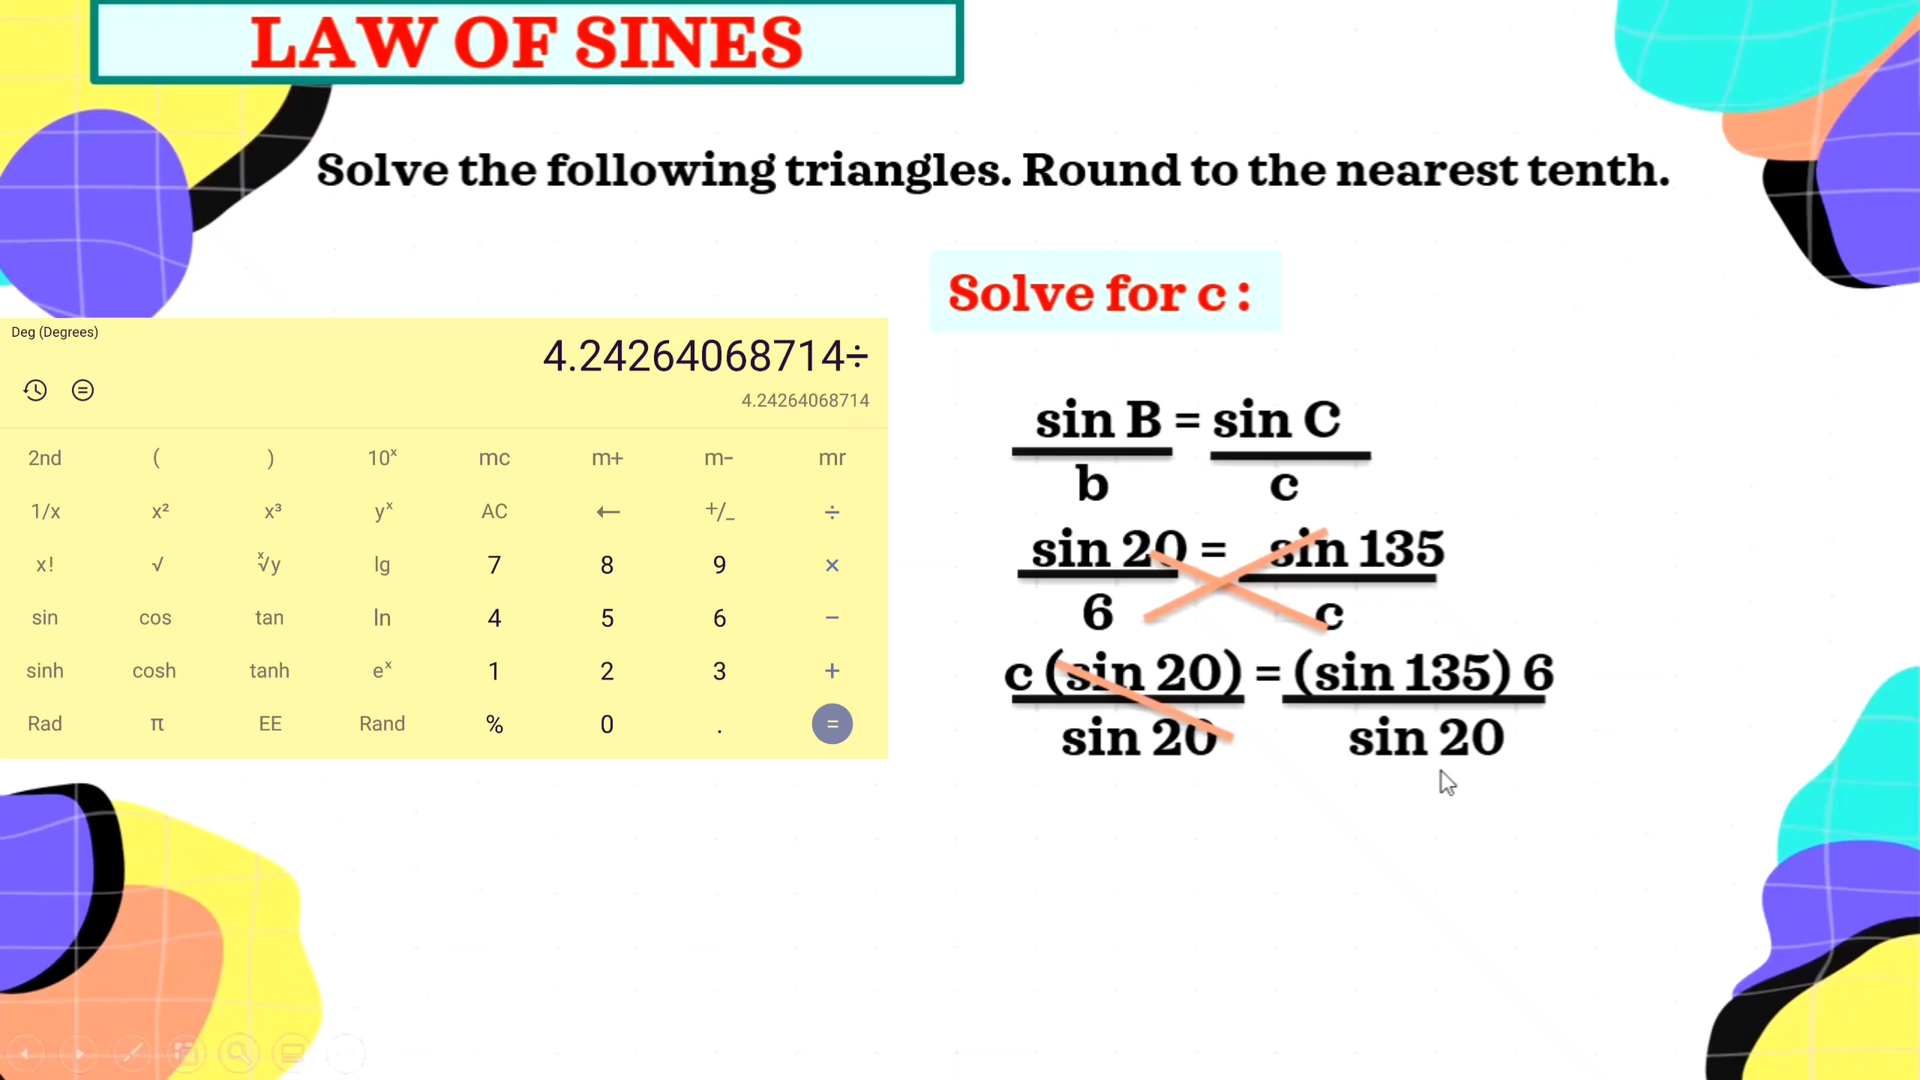 LAW OF SINES
Solve the following triangles. Round to the nearest tenth.
Solve for c :
Deg (Degrees)
4.24264068714÷
4.24264068714
2nd ( ) 10ˣ mc m+ m− mr
1/x x² x³ yˣ AC ← +/− ÷
x! √ ˣ√y lg 7 8 9 ×
sin cos tan ln 4 5 6 −
sinh cosh tanh eˣ 1 2 3 +
Rad π EE Rand % 0 . =
sin B = sin C
b c
sin 20 = sin 135
6 c
c (sin 20) = (sin 135) 6
sin 20 sin 20